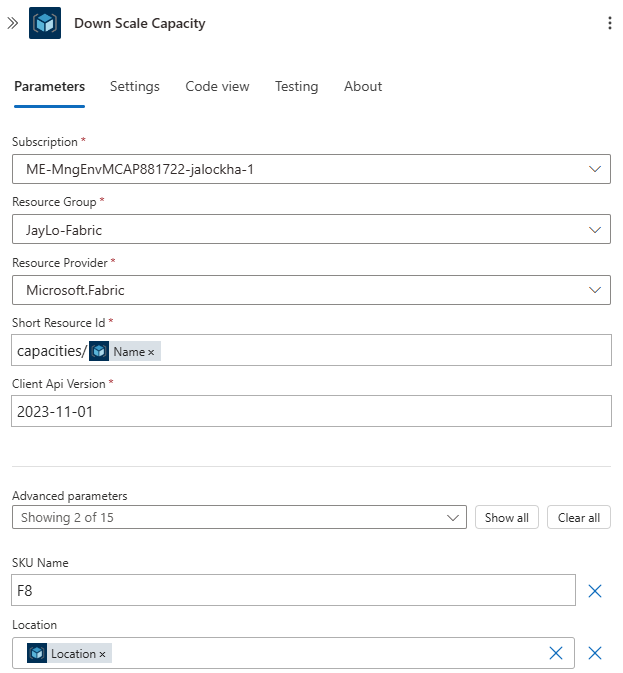 Down Scale Capacity
Parameters Settings Code view Testing About
Subscription *
ME-MngEnvMCAP881722-jalockha-1
Resource Group *
JayLo-Fabric
Resource Provider *
Microsoft.Fabric
Short Resource Id *
capacities/ Name ×
Client Api Version *
2023-11-01
Advanced parameters
Showing 2 of 15 Show all Clear all
SKU Name
F8
Location
Location ×